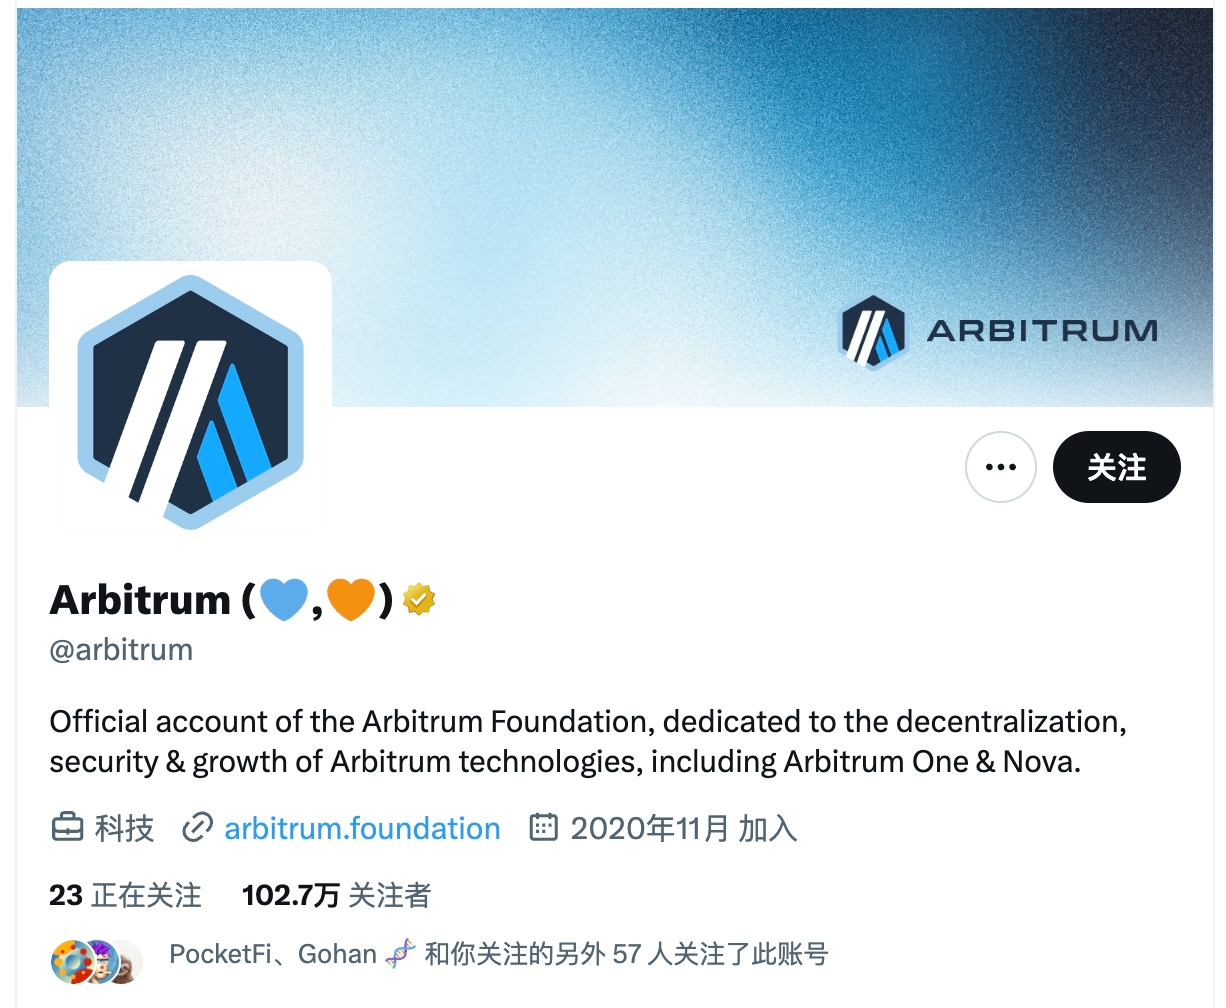 ARBITRUM
关注
Arbitrum (💙,🧡)
@arbitrum
Official account of the Arbitrum Foundation, dedicated to the decentralization,
security & growth of Arbitrum technologies, including Arbitrum One & Nova.
科技 arbitrum.foundation 2020年11月 加入
23 正在关注 102.7万 关注者
PocketFi、Gohan 🧬 和你关注的另外 57 人关注了此账号